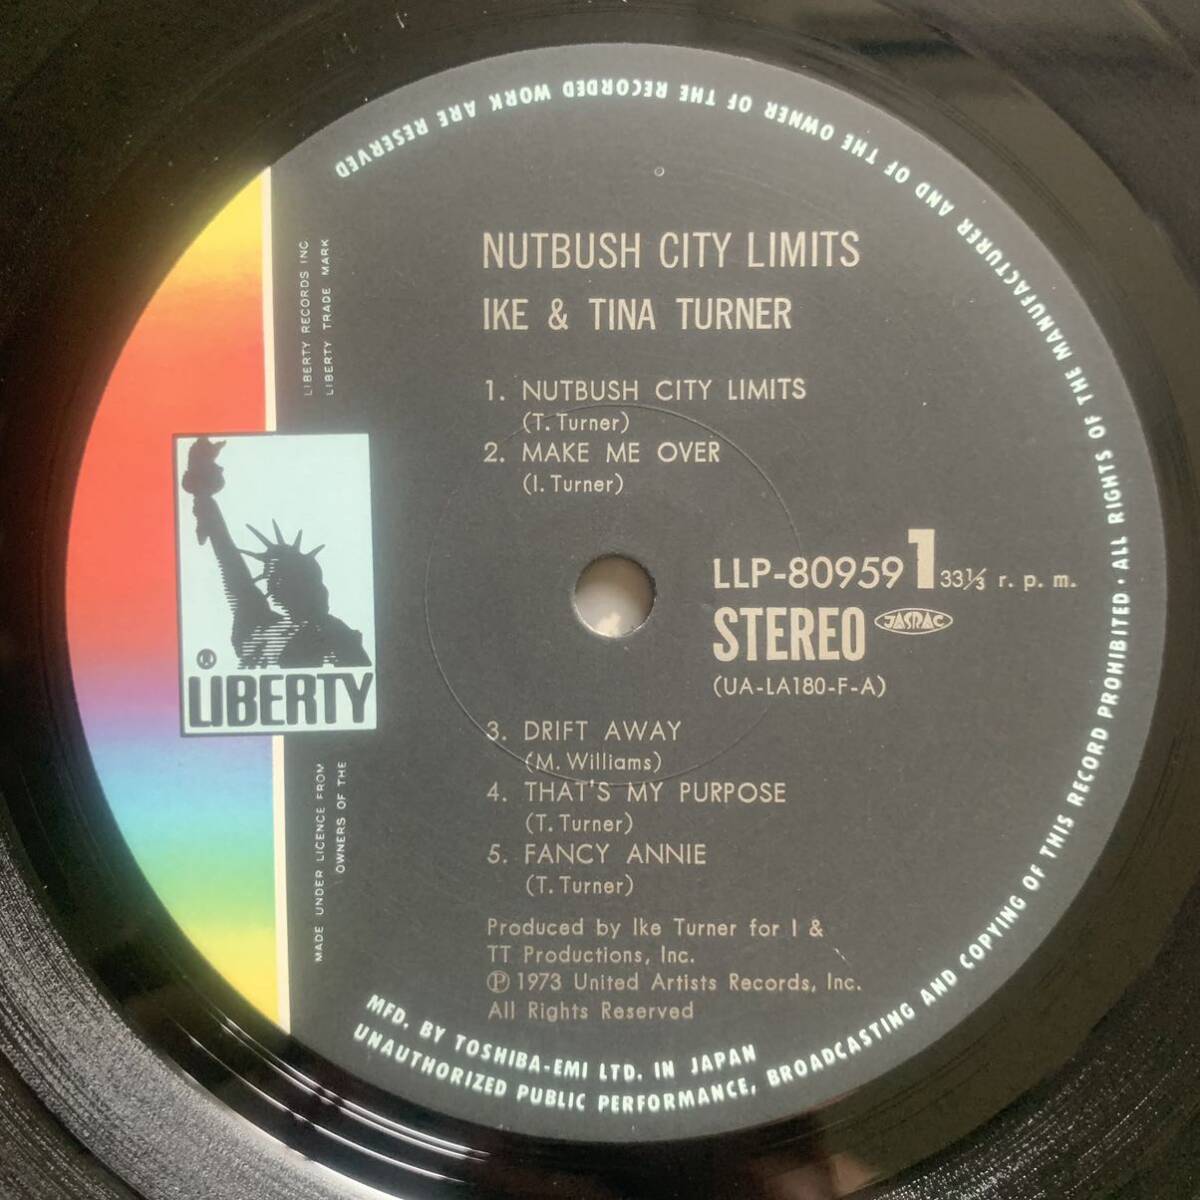 NUTBUSH CITY LIMITS
IKE & TINA TURNER
1. NUTBUSH CITY LIMITS
(T. Turner)
2. MAKE ME OVER
(I. Turner)
LLP-80959 1 33⅓ r. p. m.
STEREO JASRAC
(UA-LA180-F-A)
3. DRIFT AWAY
(M. Williams)
4. THAT'S MY PURPOSE
(T. Turner)
5. FANCY ANNIE
(T. Turner)
Produced by Ike Turner for I &
TT Productions, Inc.
℗ 1973 United Artists Records, Inc.
All Rights Reserved
LIBERTY RECORDS INC
LIBERTY TRADE MARK
® LIBERTY
MADE UNDER LICENCE FROM
OWNERS OF THE
MFD. BY TOSHIBA-EMI LTD. IN JAPAN
UNAUTHORIZED PUBLIC PERFORMANCE, BROADCASTING AND COPYING OF THIS RECORD PROHIBITED · ALL RIGHTS OF THE MANUFACTURER AND OF THE OWNER OF THE RECORDED WORK ARE RESERVED